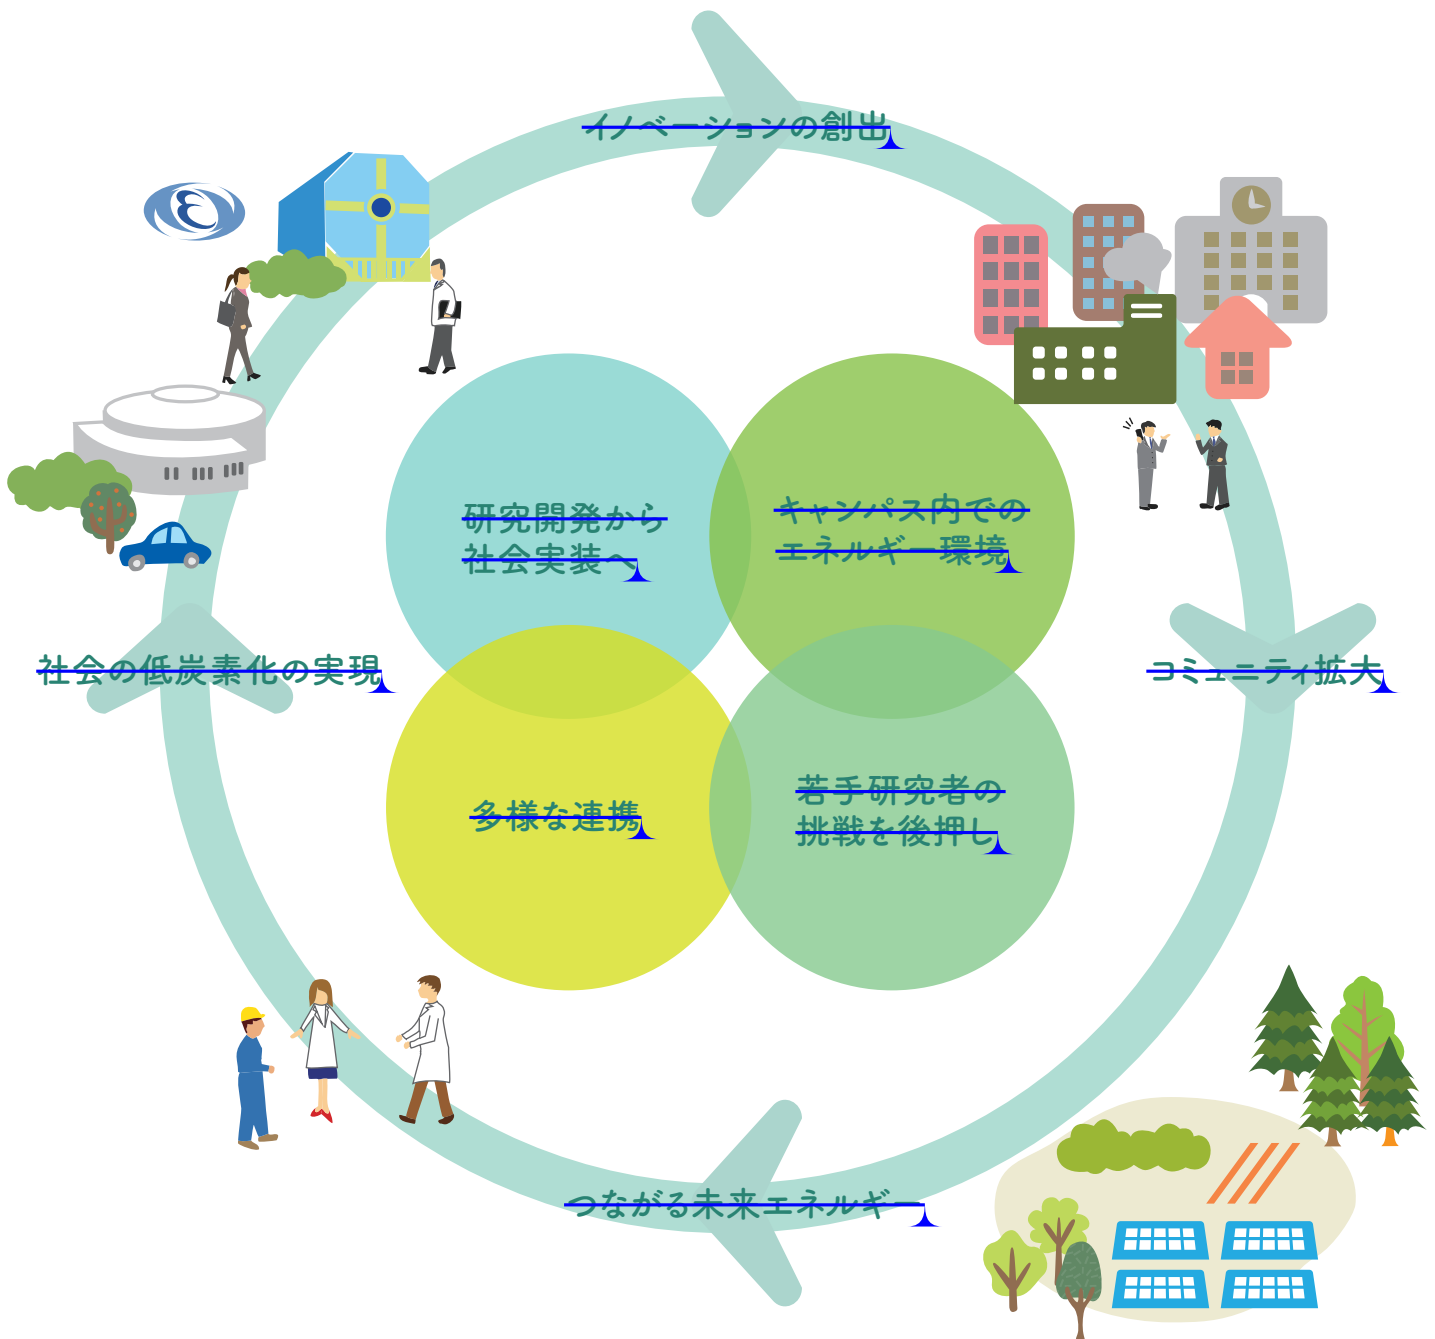 イノベーションの創出
研究開発から
社会実装へ
キャンパス内での
エネルギー環境
社会の低炭素化の実現
コミュニティ拡大
多様な連携
若手研究者の
挑戦を後押し
つながる未来エネルギー